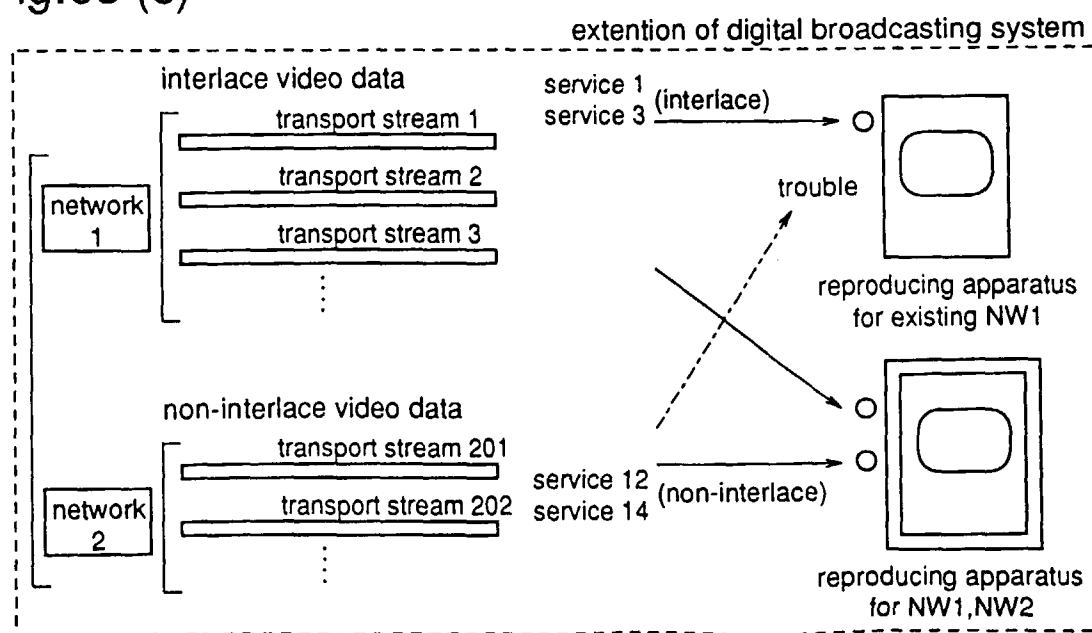 extention of digital broadcasting system
interlace video data
transport stream 1
transport stream 2
transport stream 3
network
1
service 1
service 3
(interlace)
trouble
reproducing apparatus
for existing NW1
non-interlace video data
transport stream 201
transport stream 202
network
2
service 12
service 14
(non-interlace)
reproducing apparatus
for NW1,NW2